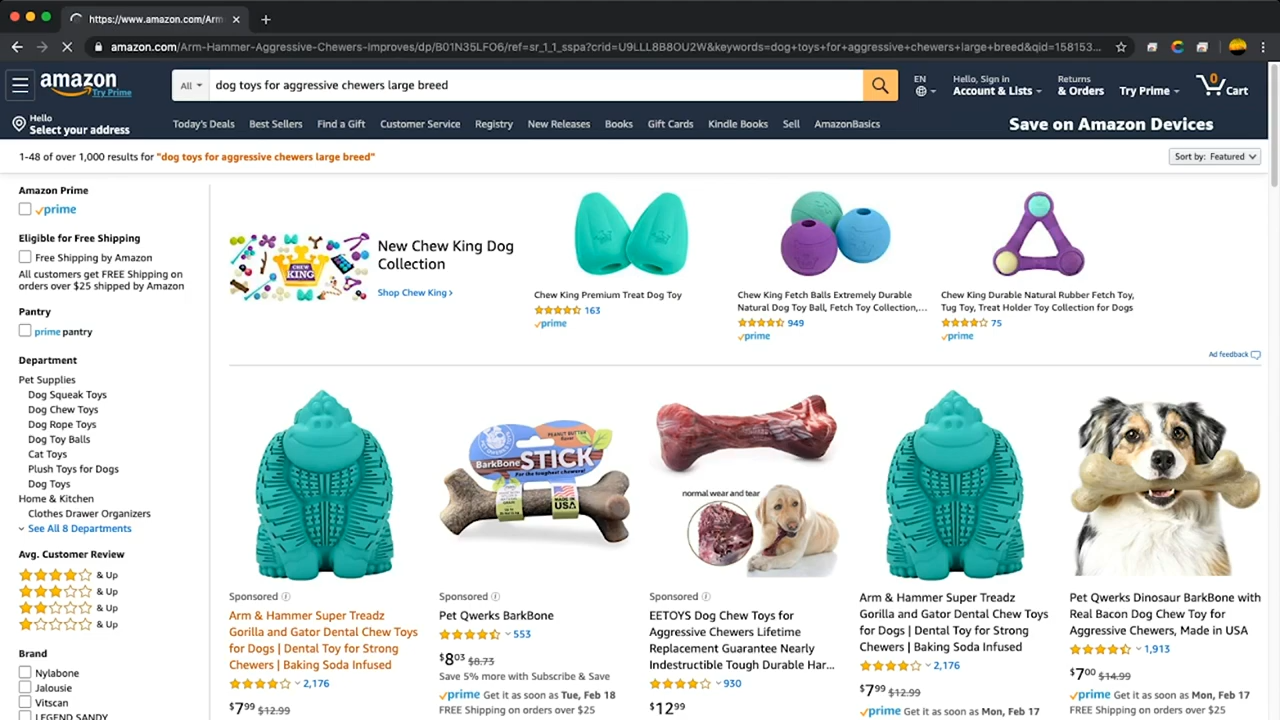 https://www.amazon.com/Arm
amazon.com/Arm-Hammer-Aggressive-Chewers-Improves/dp/B01N35LFO6/ref=sr_1_1_sspa?crid=U9LLL8B8OU2W&keywords=dog+toys+for+aggressive+chewers+large+breed&qid=158153...
amazon
Try Prime
All
dog toys for aggressive chewers large breed
EN
Hello, Sign in
Account & Lists
Returns
& Orders
Try Prime
0
Cart
Hello
Select your address
Today's Deals Best Sellers Find a Gift Customer Service Registry New Releases Books Gift Cards Kindle Books Sell AmazonBasics
Save on Amazon Devices
1-48 of over 1,000 results for "dog toys for aggressive chewers large breed"
Sort by: Featured
Amazon Prime
prime
Eligible for Free Shipping
Free Shipping by Amazon
All customers get FREE Shipping on
orders over $25 shipped by Amazon
Pantry
prime pantry
Department
Pet Supplies
Dog Squeak Toys
Dog Chew Toys
Dog Rope Toys
Dog Toy Balls
Cat Toys
Plush Toys for Dogs
Dog Toys
Home & Kitchen
Clothes Drawer Organizers
See All 8 Departments
Avg. Customer Review
& Up
& Up
& Up
& Up
Brand
Nylabone
Jalousie
Vitscan
LEGEND SANDY
CHEW
KING
New Chew King Dog
Collection
Shop Chew King>
Chew King Premium Treat Dog Toy
163
prime
Chew King Fetch Balls Extremely Durable
Natural Dog Toy Ball, Fetch Toy Collection,...
949
prime
Chew King Durable Natural Rubber Fetch Toy,
Tug Toy, Treat Holder Toy Collection for Dogs
75
prime
Ad feedback
Sponsored
Arm & Hammer Super Treadz
Gorilla and Gator Dental Chew Toys
for Dogs | Dental Toy for Strong
Chewers | Baking Soda Infused
2,176
$7.99 $12.99
PEANUT BUTTER
BarkBone STICK
For the toughest chewers!
MADE IN
USA
Sponsored
Pet Qwerks BarkBone
553
$8.03 $8.73
Save 5% more with Subscribe & Save
prime Get it as soon as Tue, Feb 18
FREE Shipping on orders over $25
normal wear and tear
Sponsored
EETOYS Dog Chew Toys for
Aggressive Chewers Lifetime
Replacement Guarantee Nearly
Indestructible Tough Durable Har...
930
$12.99
Arm & Hammer Super Treadz
Gorilla and Gator Dental Chew Toys
for Dogs | Dental Toy for Strong
Chewers | Baking Soda Infused
2,176
$7.99 $12.99
prime Get it as soon as Mon, Feb 17
Pet Qwerks Dinosaur BarkBone with
Real Bacon Dog Chew Toy for
Aggressive Chewers, Made in USA
1,913
$7.00 $14.99
prime Get it as soon as Mon, Feb 17
FREE Shipping on orders over $25